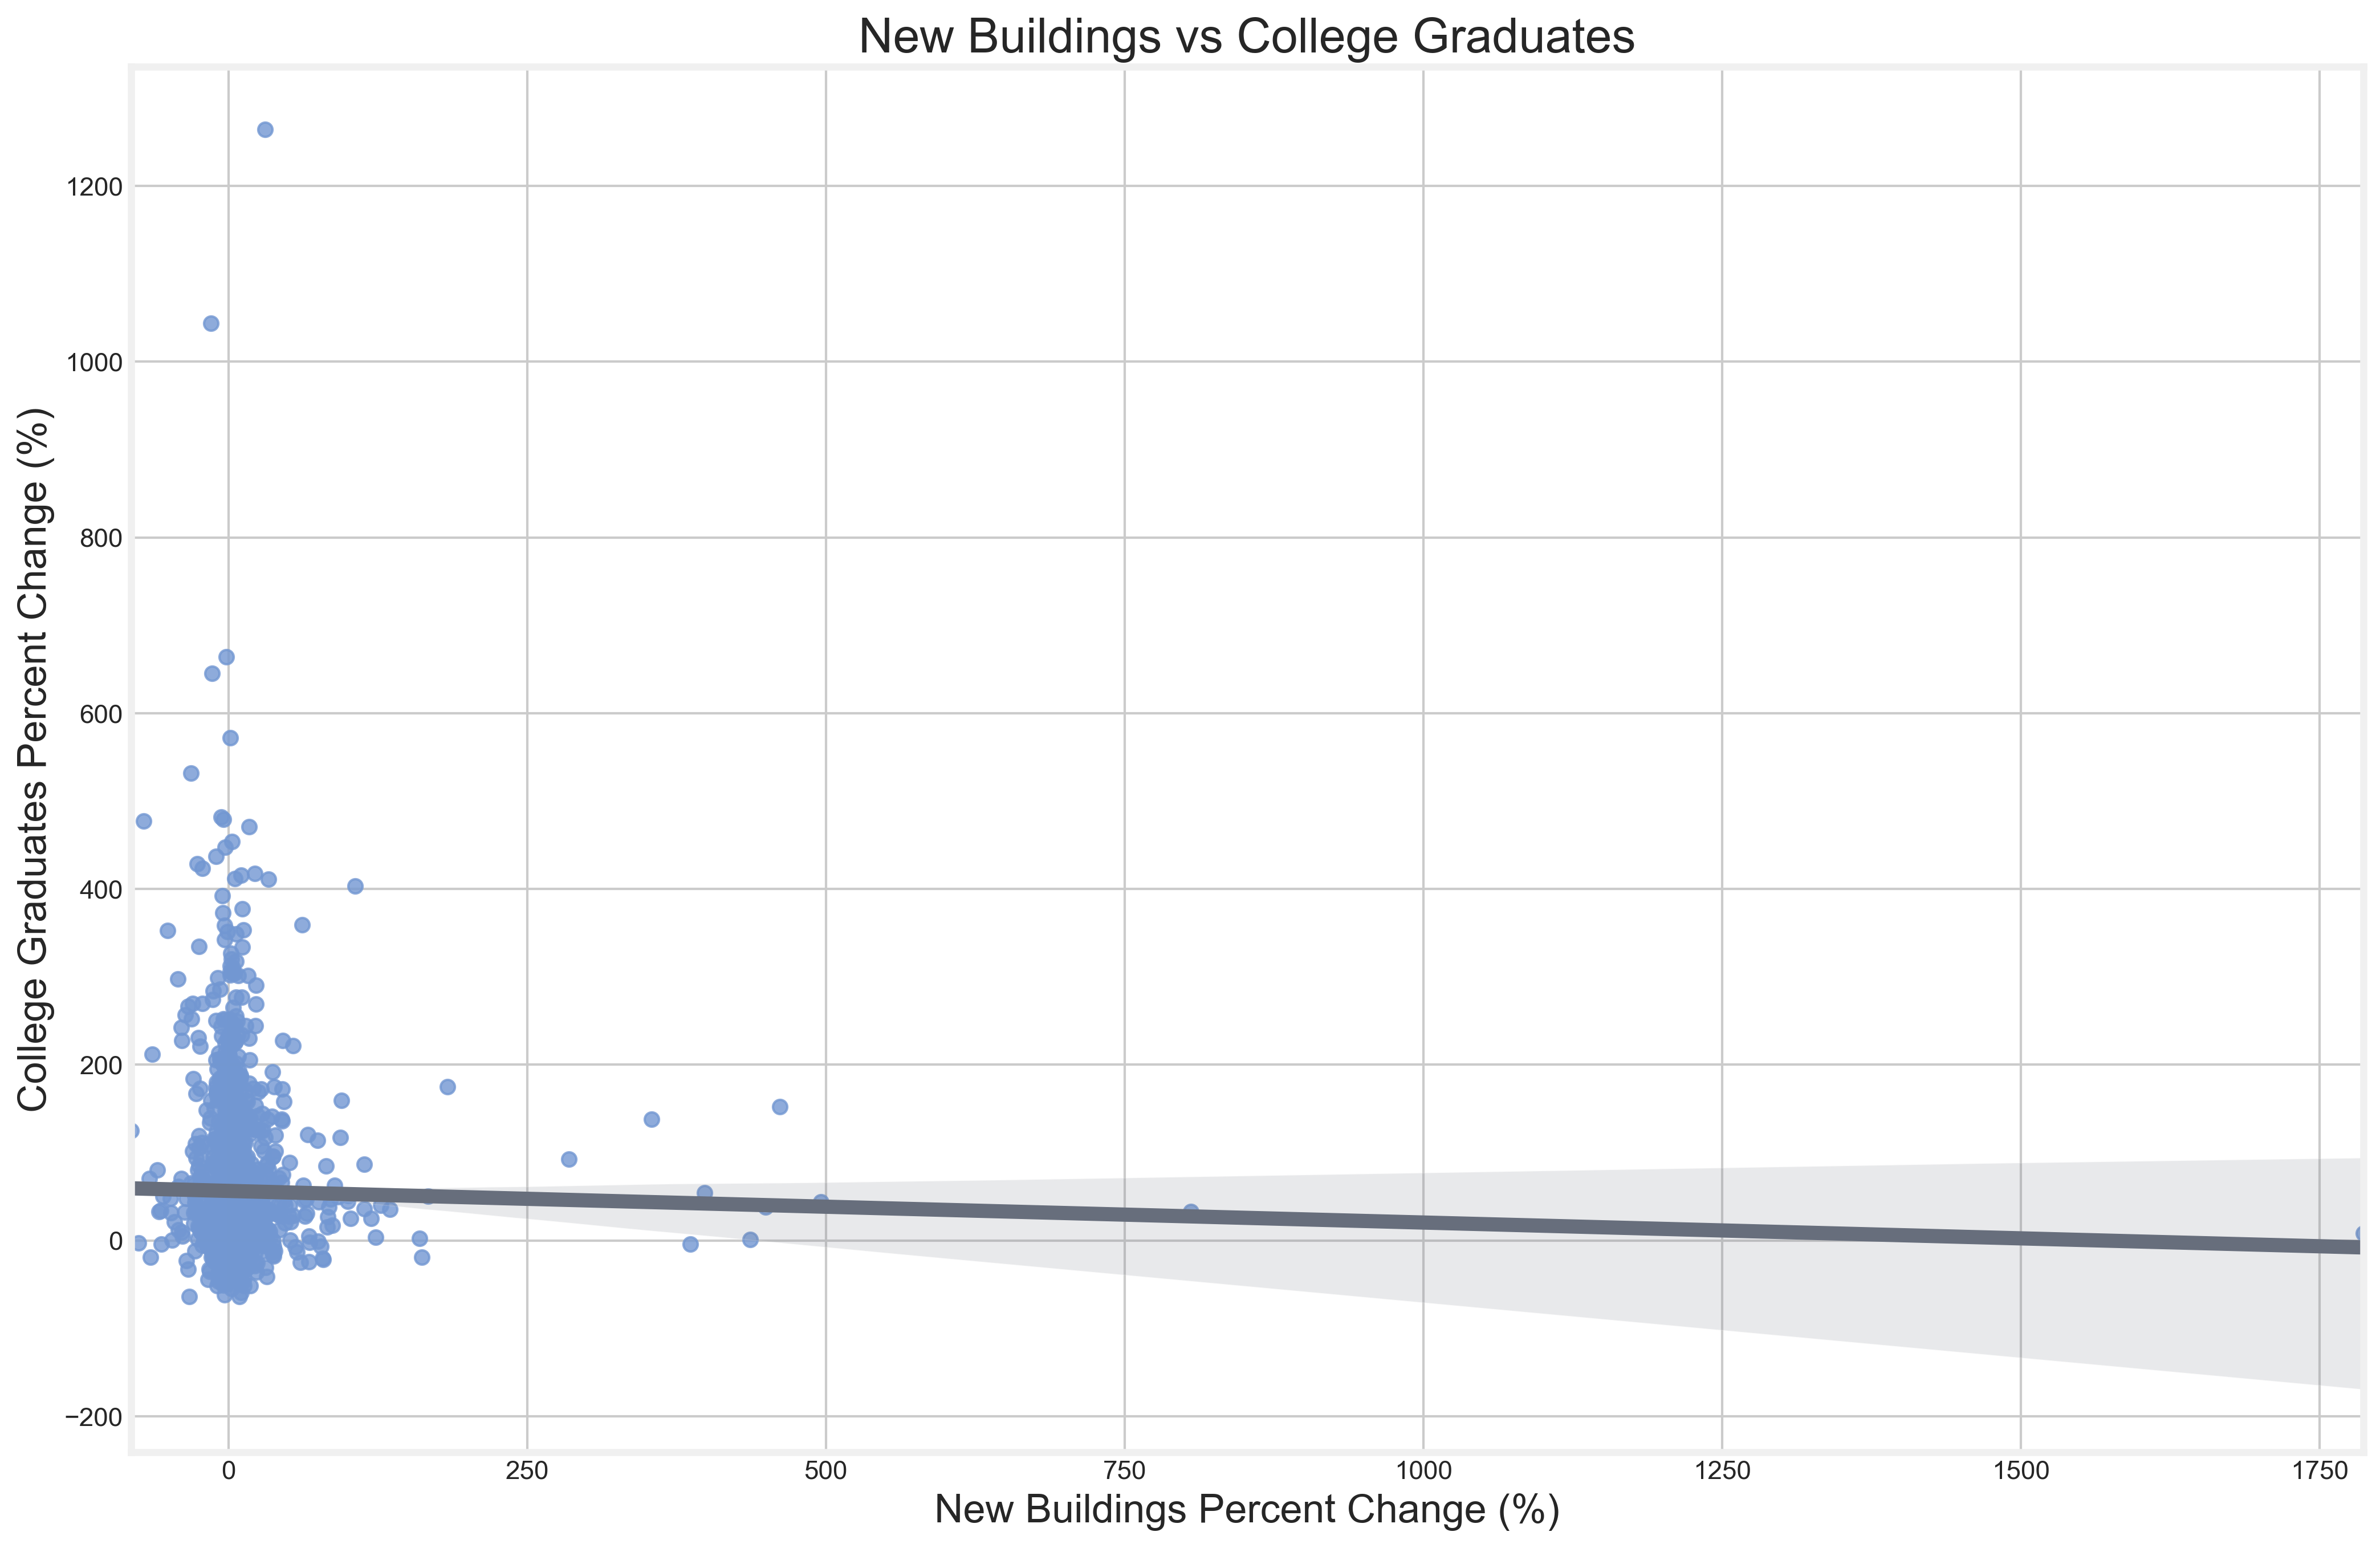 New Buildings vs College Graduates
College Graduates Percent Change (%)
1200
1000
800
600
400
200
0
−200
0 250 500 750 1000 1250 1500 1750
New Buildings Percent Change (%)